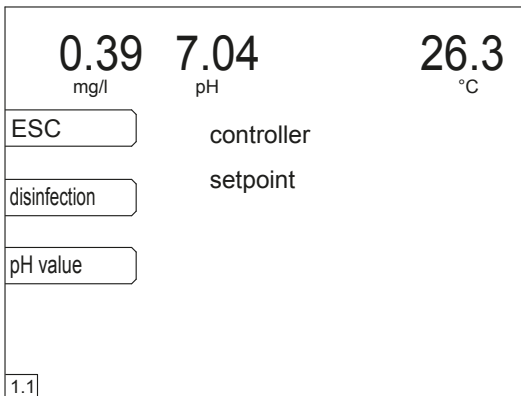 0.39 7.04 26.3
mg/l pH °C
ESC
controller
setpoint
disinfection
pH value
1.1